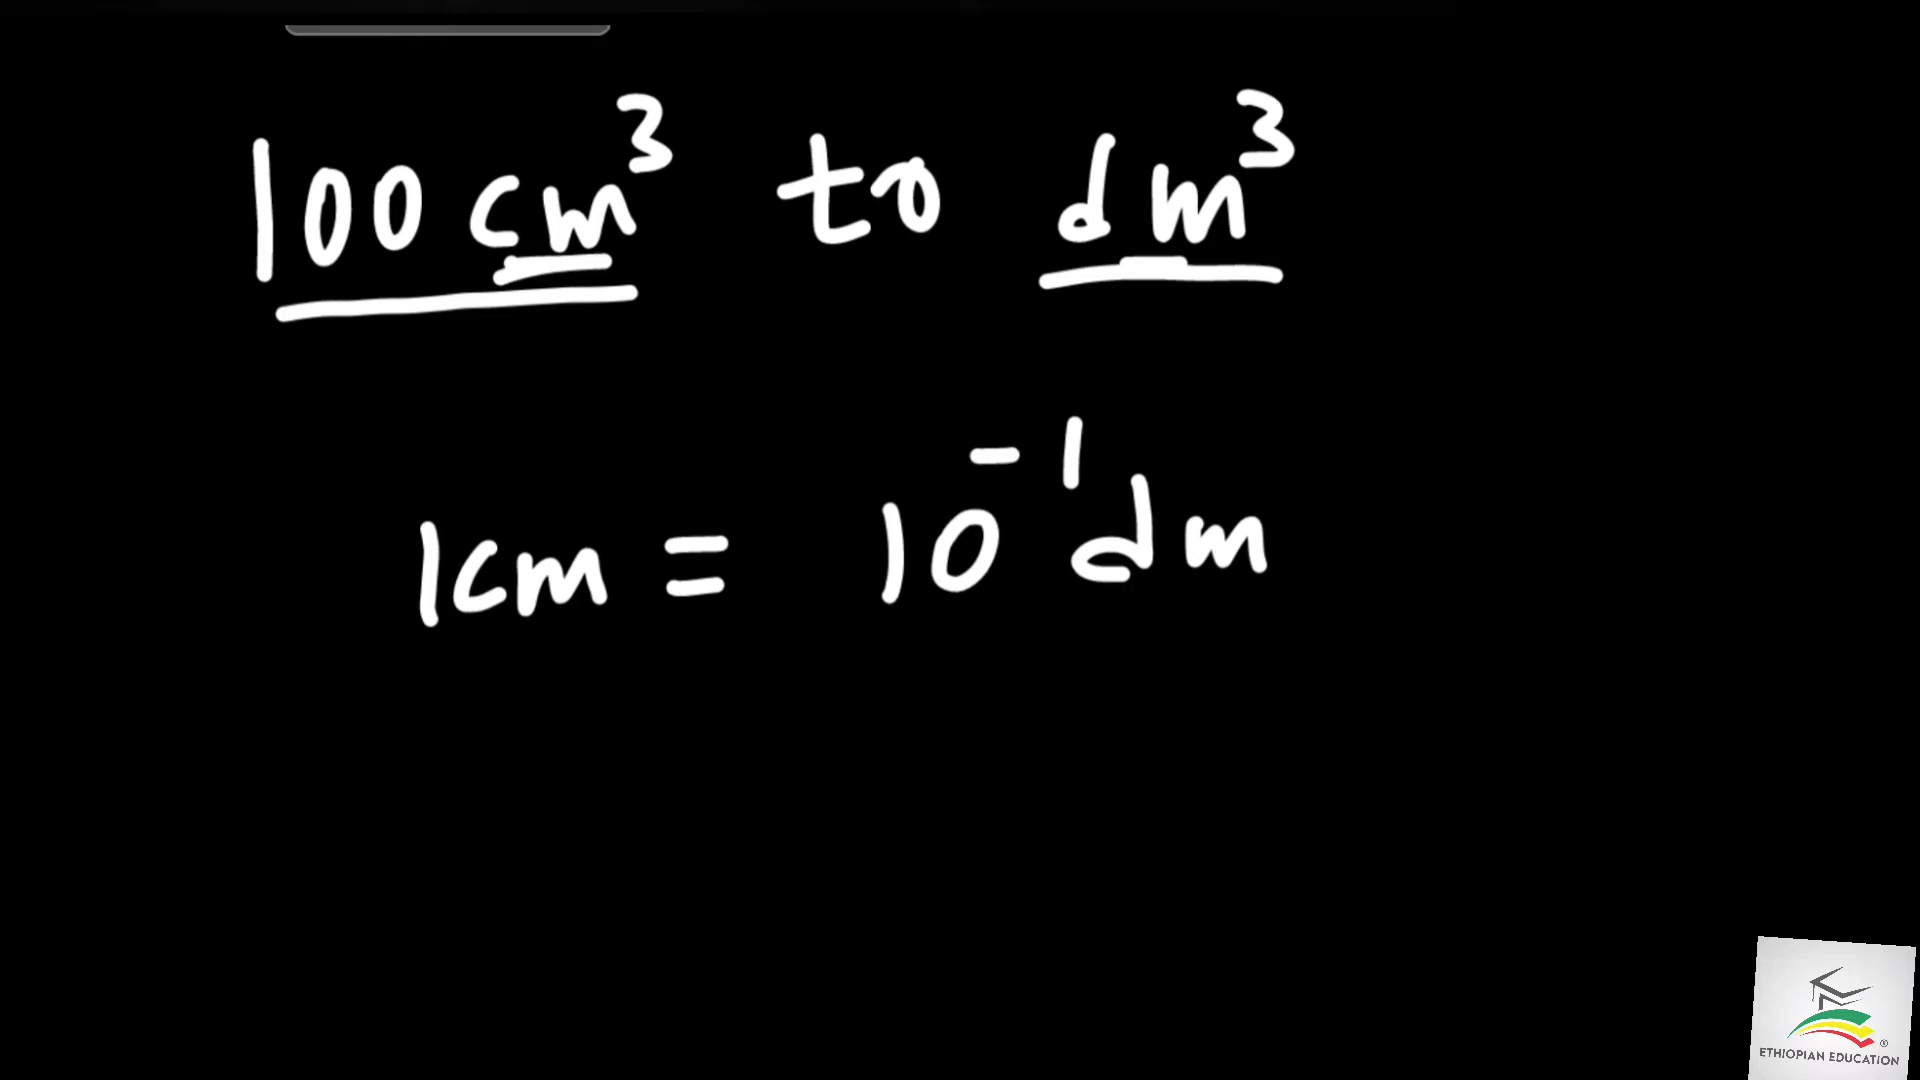 100 cm³ to dm³
1cm = 10⁻¹ dm
ETHIOPIAN EDUCATION